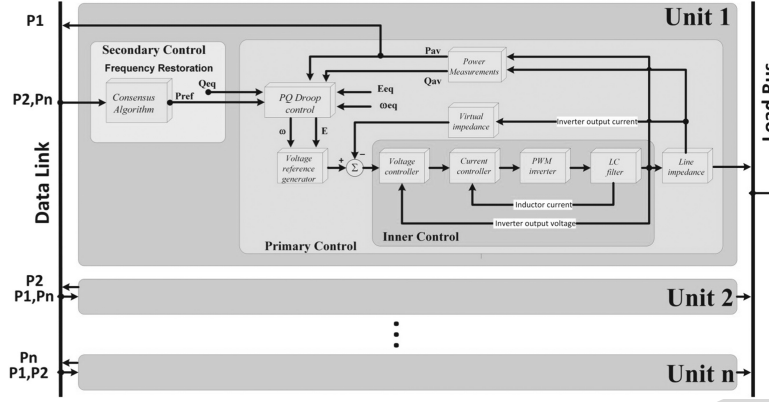 P1
Unit 1
Secondary Control
Frequency Restoration
Qeq
Pref
P2,Pn
Consensus
Algorithm
Pav
Qav
Power
Measurements
PQ Droop
control
Eeq
ωeq
ω
E
Virtual
impedance
Inverter output current
Voltage
reference
generator
+
−
Σ
Voltage
controller
Current
controller
PWM
inverter
LC
filter
Line
impedance
Inductor current
Inverter output voltage
Inner Control
Primary Control
Data Link
Load Bus
P2
P1,Pn
Unit 2
Pn
P1,P2
Unit n